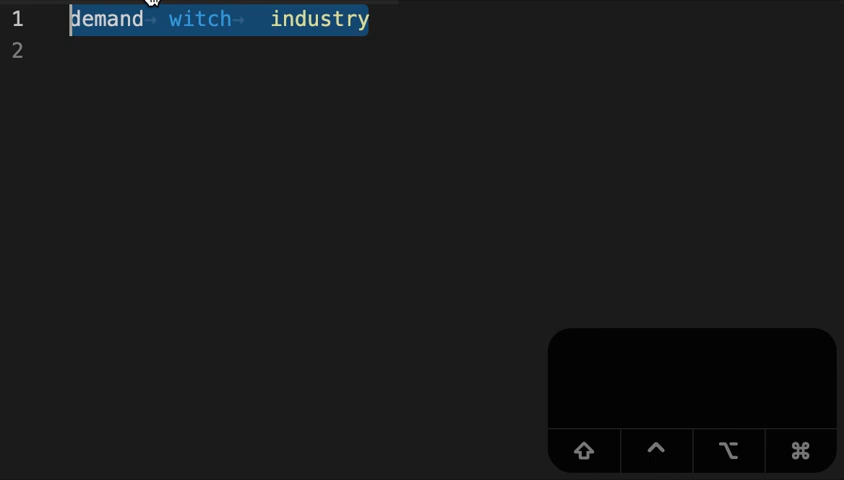 1 demand→ witch→ industry
2
⇧ ^ ⌥ ⌘